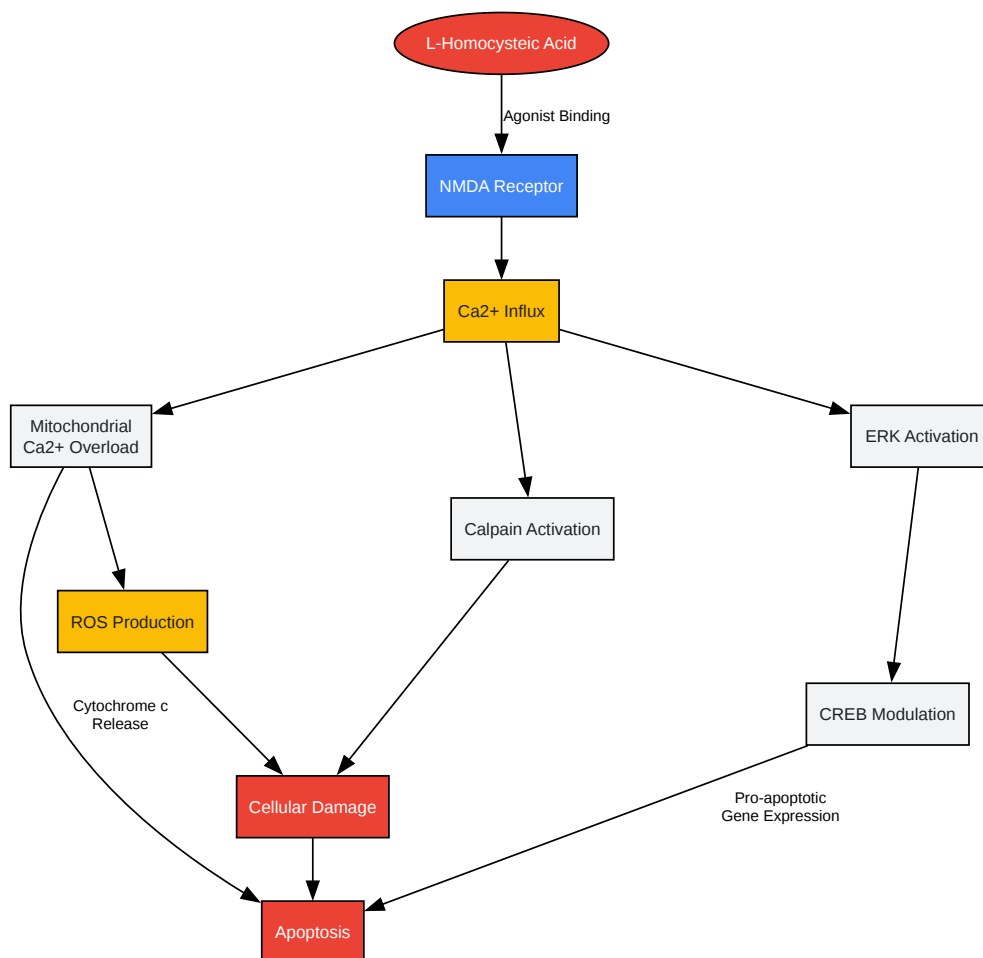 L-Homocysteic Acid
Agonist Binding
NMDA Receptor
Ca2+ Influx
Mitochondrial
Ca2+ Overload
ERK Activation
Calpain Activation
ROS Production
Cytochrome c
Release
CREB Modulation
Cellular Damage
Pro-apoptotic
Gene Expression
Apoptosis